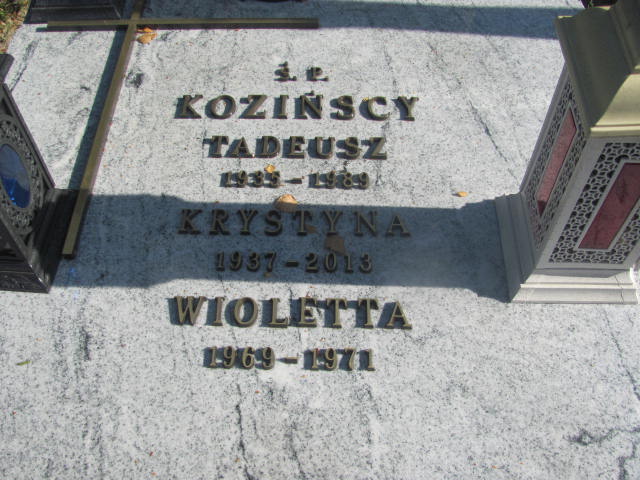 Ś. P.
KOZIŃSCY
TADEUSZ
1935–1989
KRYSTYNA
1937–2013
WIOLETTA
1969–1971